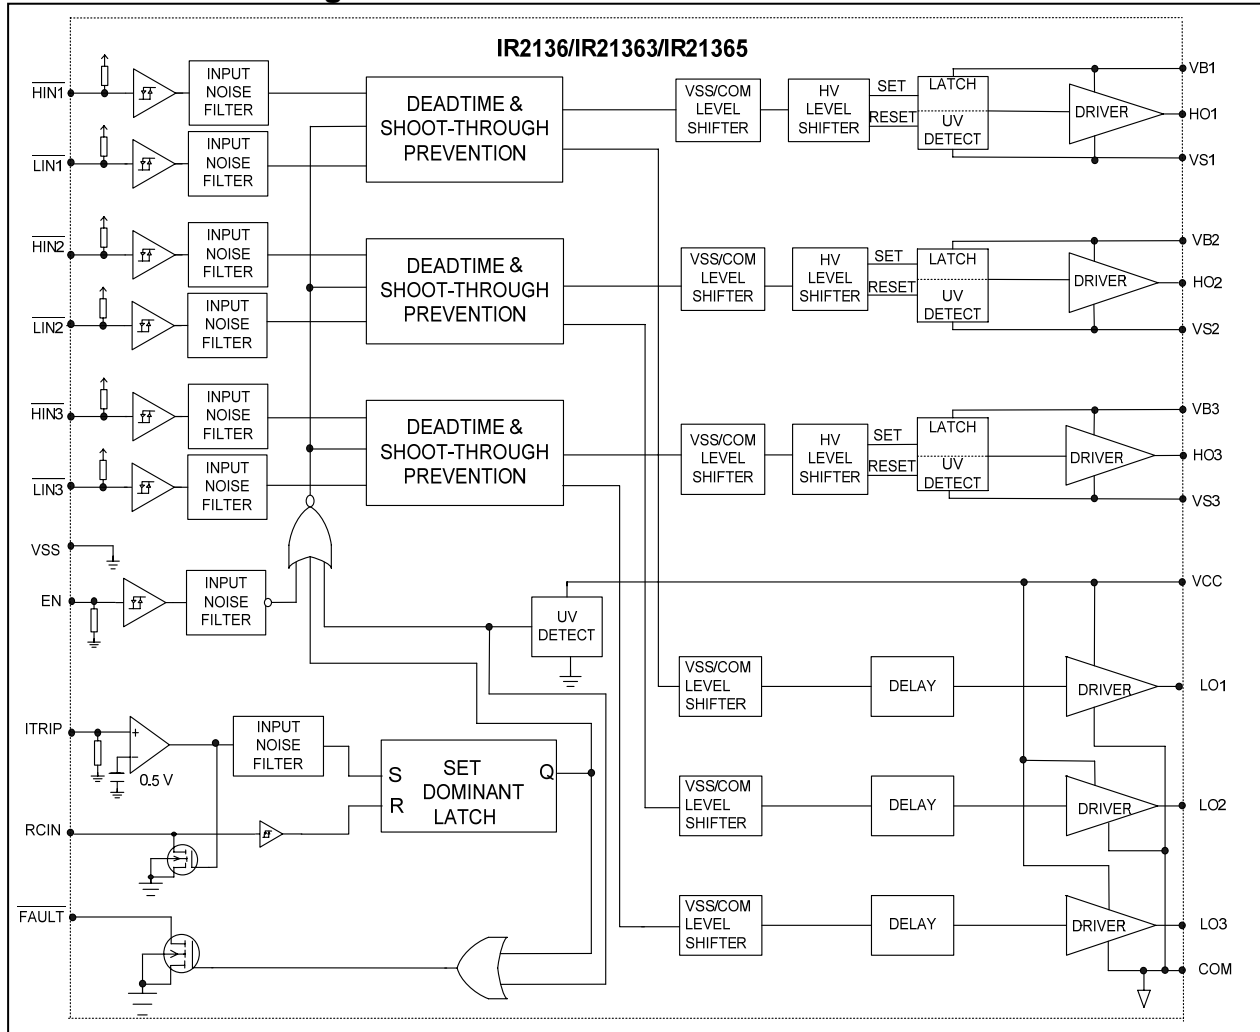 IR2136/IR21363/IR21365
HIN1
INPUT
NOISE
FILTER
DEADTIME &
SHOOT-THROUGH
PREVENTION
VSS/COM
LEVEL
SHIFTER
HV
LEVEL
SHIFTER
SET
RESET
LATCH
UV
DETECT
DRIVER
VB1
HO1
VS1
LIN1
INPUT
NOISE
FILTER
HIN2
INPUT
NOISE
FILTER
DEADTIME &
SHOOT-THROUGH
PREVENTION
VSS/COM
LEVEL
SHIFTER
HV
LEVEL
SHIFTER
SET
RESET
LATCH
UV
DETECT
DRIVER
VB2
HO2
VS2
LIN2
INPUT
NOISE
FILTER
HIN3
INPUT
NOISE
FILTER
DEADTIME &
SHOOT-THROUGH
PREVENTION
VSS/COM
LEVEL
SHIFTER
HV
LEVEL
SHIFTER
SET
RESET
LATCH
UV
DETECT
DRIVER
VB3
HO3
VS3
LIN3
INPUT
NOISE
FILTER
VSS
EN
INPUT
NOISE
FILTER
UV
DETECT
VCC
VSS/COM
LEVEL
SHIFTER
DELAY
DRIVER
LO1
ITRIP
+
−
0.5 V
INPUT
NOISE
FILTER
S
R
SET
DOMINANT
LATCH
Q
VSS/COM
LEVEL
SHIFTER
DELAY
DRIVER
LO2
RCIN
FAULT
VSS/COM
LEVEL
SHIFTER
DELAY
DRIVER
LO3
COM